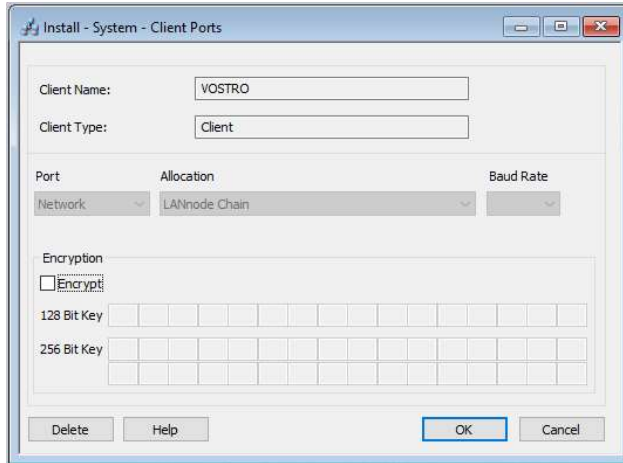 Install - System - Client Ports
Client Name: VOSTRO
Client Type: Client
Port Allocation Baud Rate
Network LANnode Chain
Encryption
Encrypt
128 Bit Key
256 Bit Key
Delete Help OK Cancel